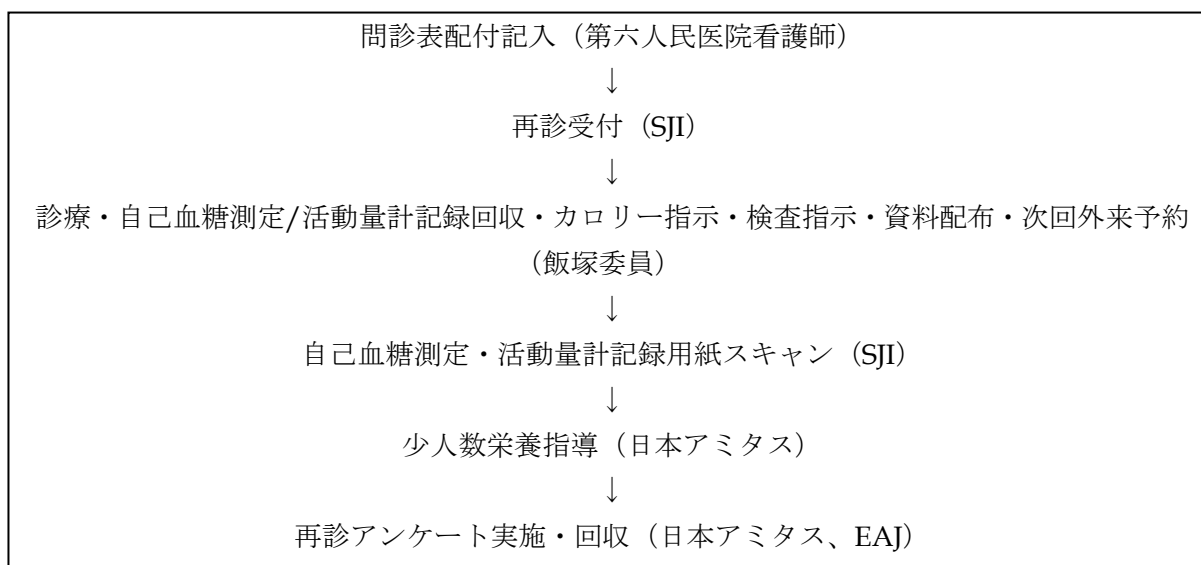 問診表配付記入（第六人民医院看護師）
↓
再診受付（SJI）
↓
診療・自己血糖測定/活動量計記録回収・カロリー指示・検査指示・資料配布・次回外来予約
（飯塚委員）
↓
自己血糖測定・活動量計記録用紙スキャン（SJI）
↓
少人数栄養指導（日本アミタス）
↓
再診アンケート実施・回収（日本アミタス、EAJ）